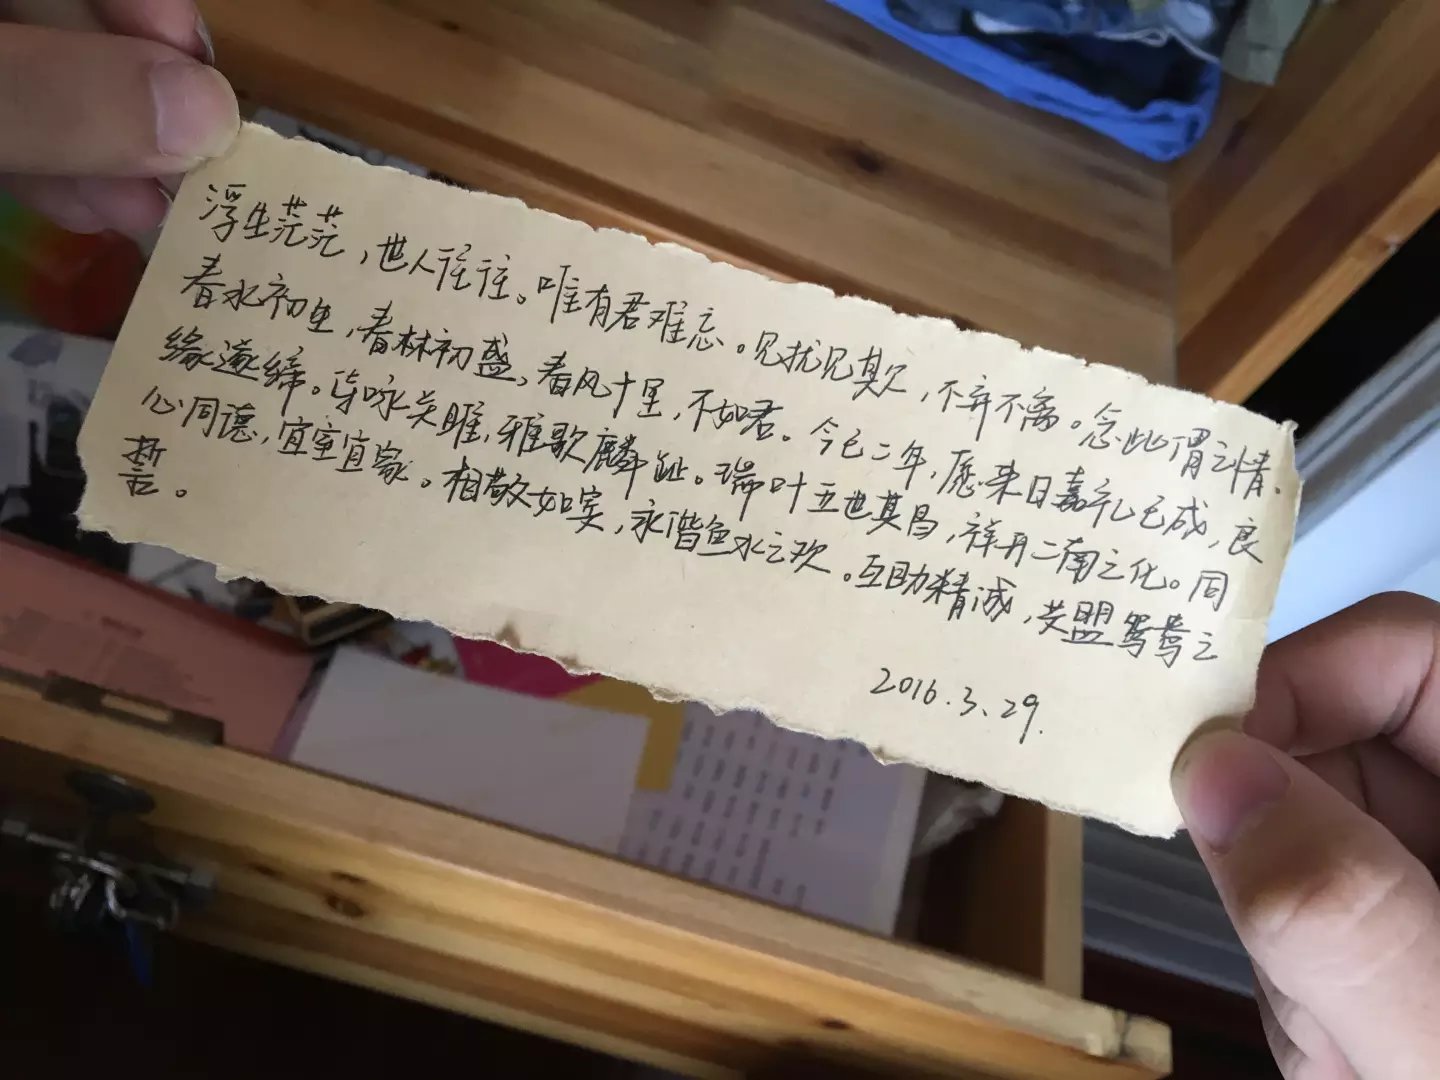 浮生茫茫，世人往往。唯有君难忘。见扰见欺，不弃不离。念此谓之情。
春水初生，春林初盛，春风十里，不如君。今已二年，愿来日嘉礼已成，良
缘遂缔。诗咏关雎，雅歌麟趾。瑞叶五世其昌，祥开二南之化。同
心同德，宜室宜家。相敬如宾，永谐鱼水之欢。互助精诚，共盟鸳鸯之
誓。
2016.3.29.